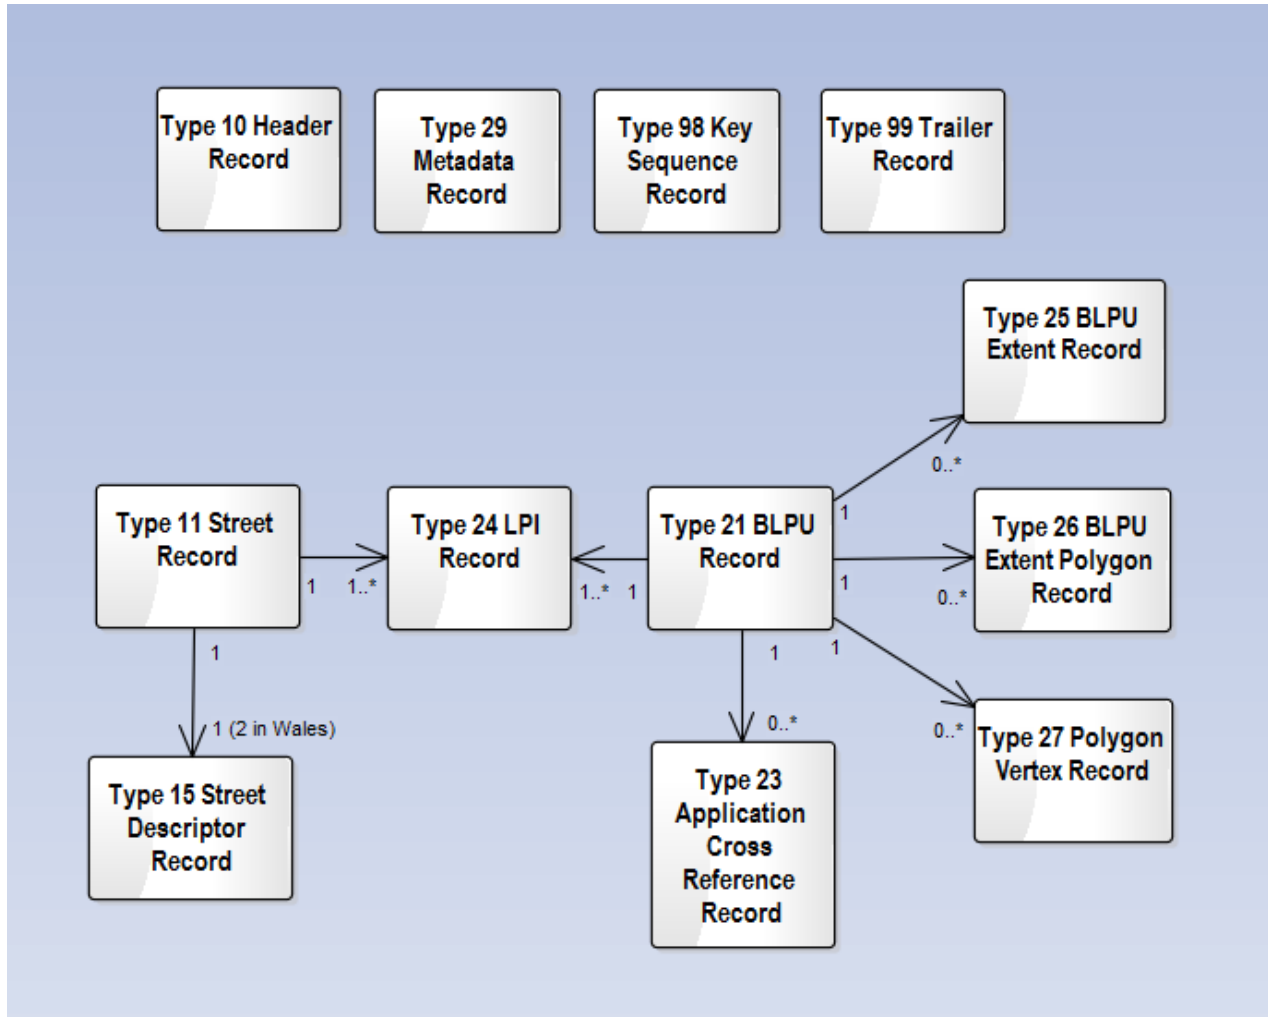 Type 10 Header
Record
Type 29
Metadata
Record
Type 98 Key
Sequence
Record
Type 99 Trailer
Record
Type 25 BLPU
Extent Record
0..*
1
Type 11 Street
Record
1
1..*
Type 24 LPI
Record
1..*
1
Type 21 BLPU
Record
1
0..*
Type 26 BLPU
Extent Polygon
Record
1
1 (2 in Wales)
Type 15 Street
Descriptor
Record
1
0..*
Type 23
Application
Cross
Reference
Record
1
0..*
Type 27 Polygon
Vertex Record